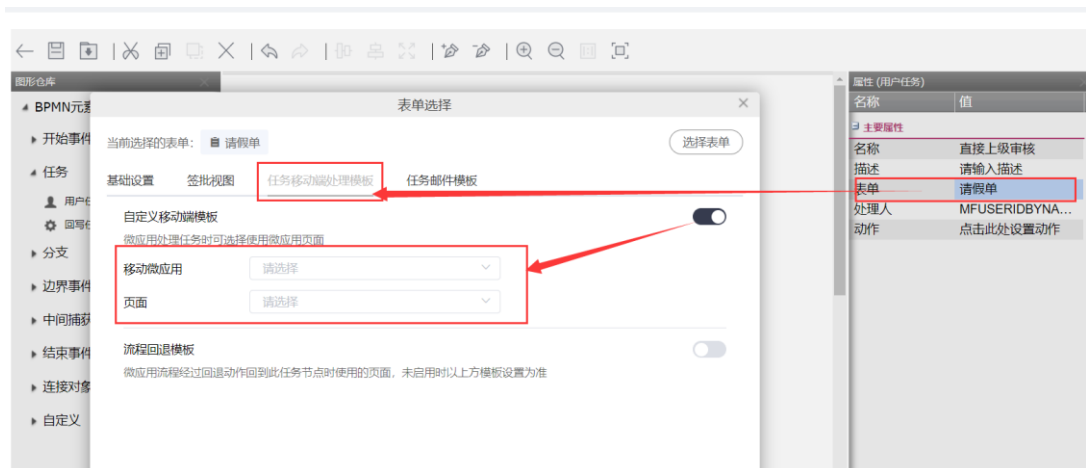 图形仓库
属性 (用户任务)
名称 值
主要属性
名称 直接上级审核
描述 请输入描述
表单 请假单
处理人 MFUSERIDBYNA...
动作 点击此处设置动作
BPMN元素
开始事件
任务
用户任
回写任
分支
边界事件
中间捕获
结束事件
连接对象
自定义
表单选择
当前选择的表单: 请假单
选择表单
基础设置 签批视图 任务移动端处理模板 任务邮件模板
自定义移动端模板
微应用处理任务时可选择使用微应用页面
移动微应用 请选择
页面 请选择
流程回退模板
微应用流程经过回退动作回到此任务节点时使用的页面，未启用时以上方模板设置为准